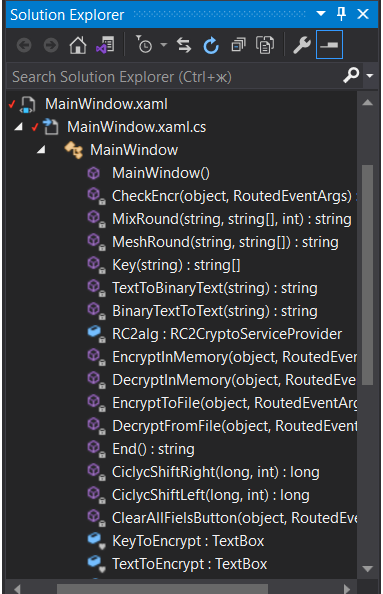 Solution Explorer
Search Solution Explorer (Ctrl+ж)
MainWindow.xaml
MainWindow.xaml.cs
MainWindow
MainWindow()
CheckEncr(object, RoutedEventArgs) :
MixRound(string, string[], int) : string
MeshRound(string, string[]) : string
Key(string) : string[]
TextToBinaryText(string) : string
BinaryTextToText(string) : string
RC2alg : RC2CryptoServiceProvider
EncryptInMemory(object, RoutedEver
DecryptInMemory(object, RoutedEve
EncryptToFile(object, RoutedEventArg
DecryptFromFile(object, RoutedEvent
End() : string
CiclycShiftRight(long, int) : long
CiclycShiftLeft(long, int) : long
ClearAllFielsButton(object, RoutedEve
KeyToEncrypt : TextBox
TextToEncrypt : TextBox